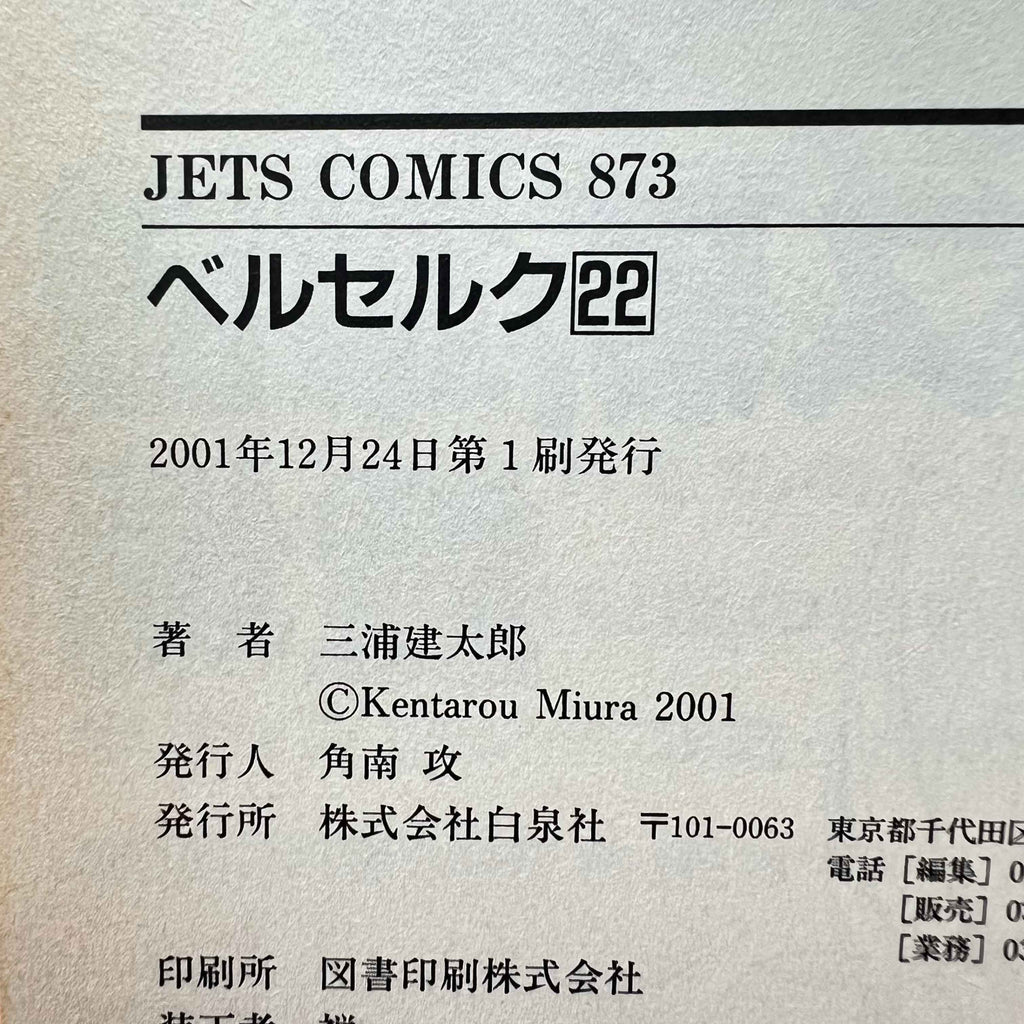 JETS COMICS 873
ベルセルク22
2001年12月24日第1刷発行
著 者 三浦建太郎
©Kentarou Miura 2001
発行人 角南 攻
発行所 株式会社白泉社 〒101-0063 東京都千代田区
電話［編集］0
［販売］03
［業務］03
印刷所 図書印刷株式会社